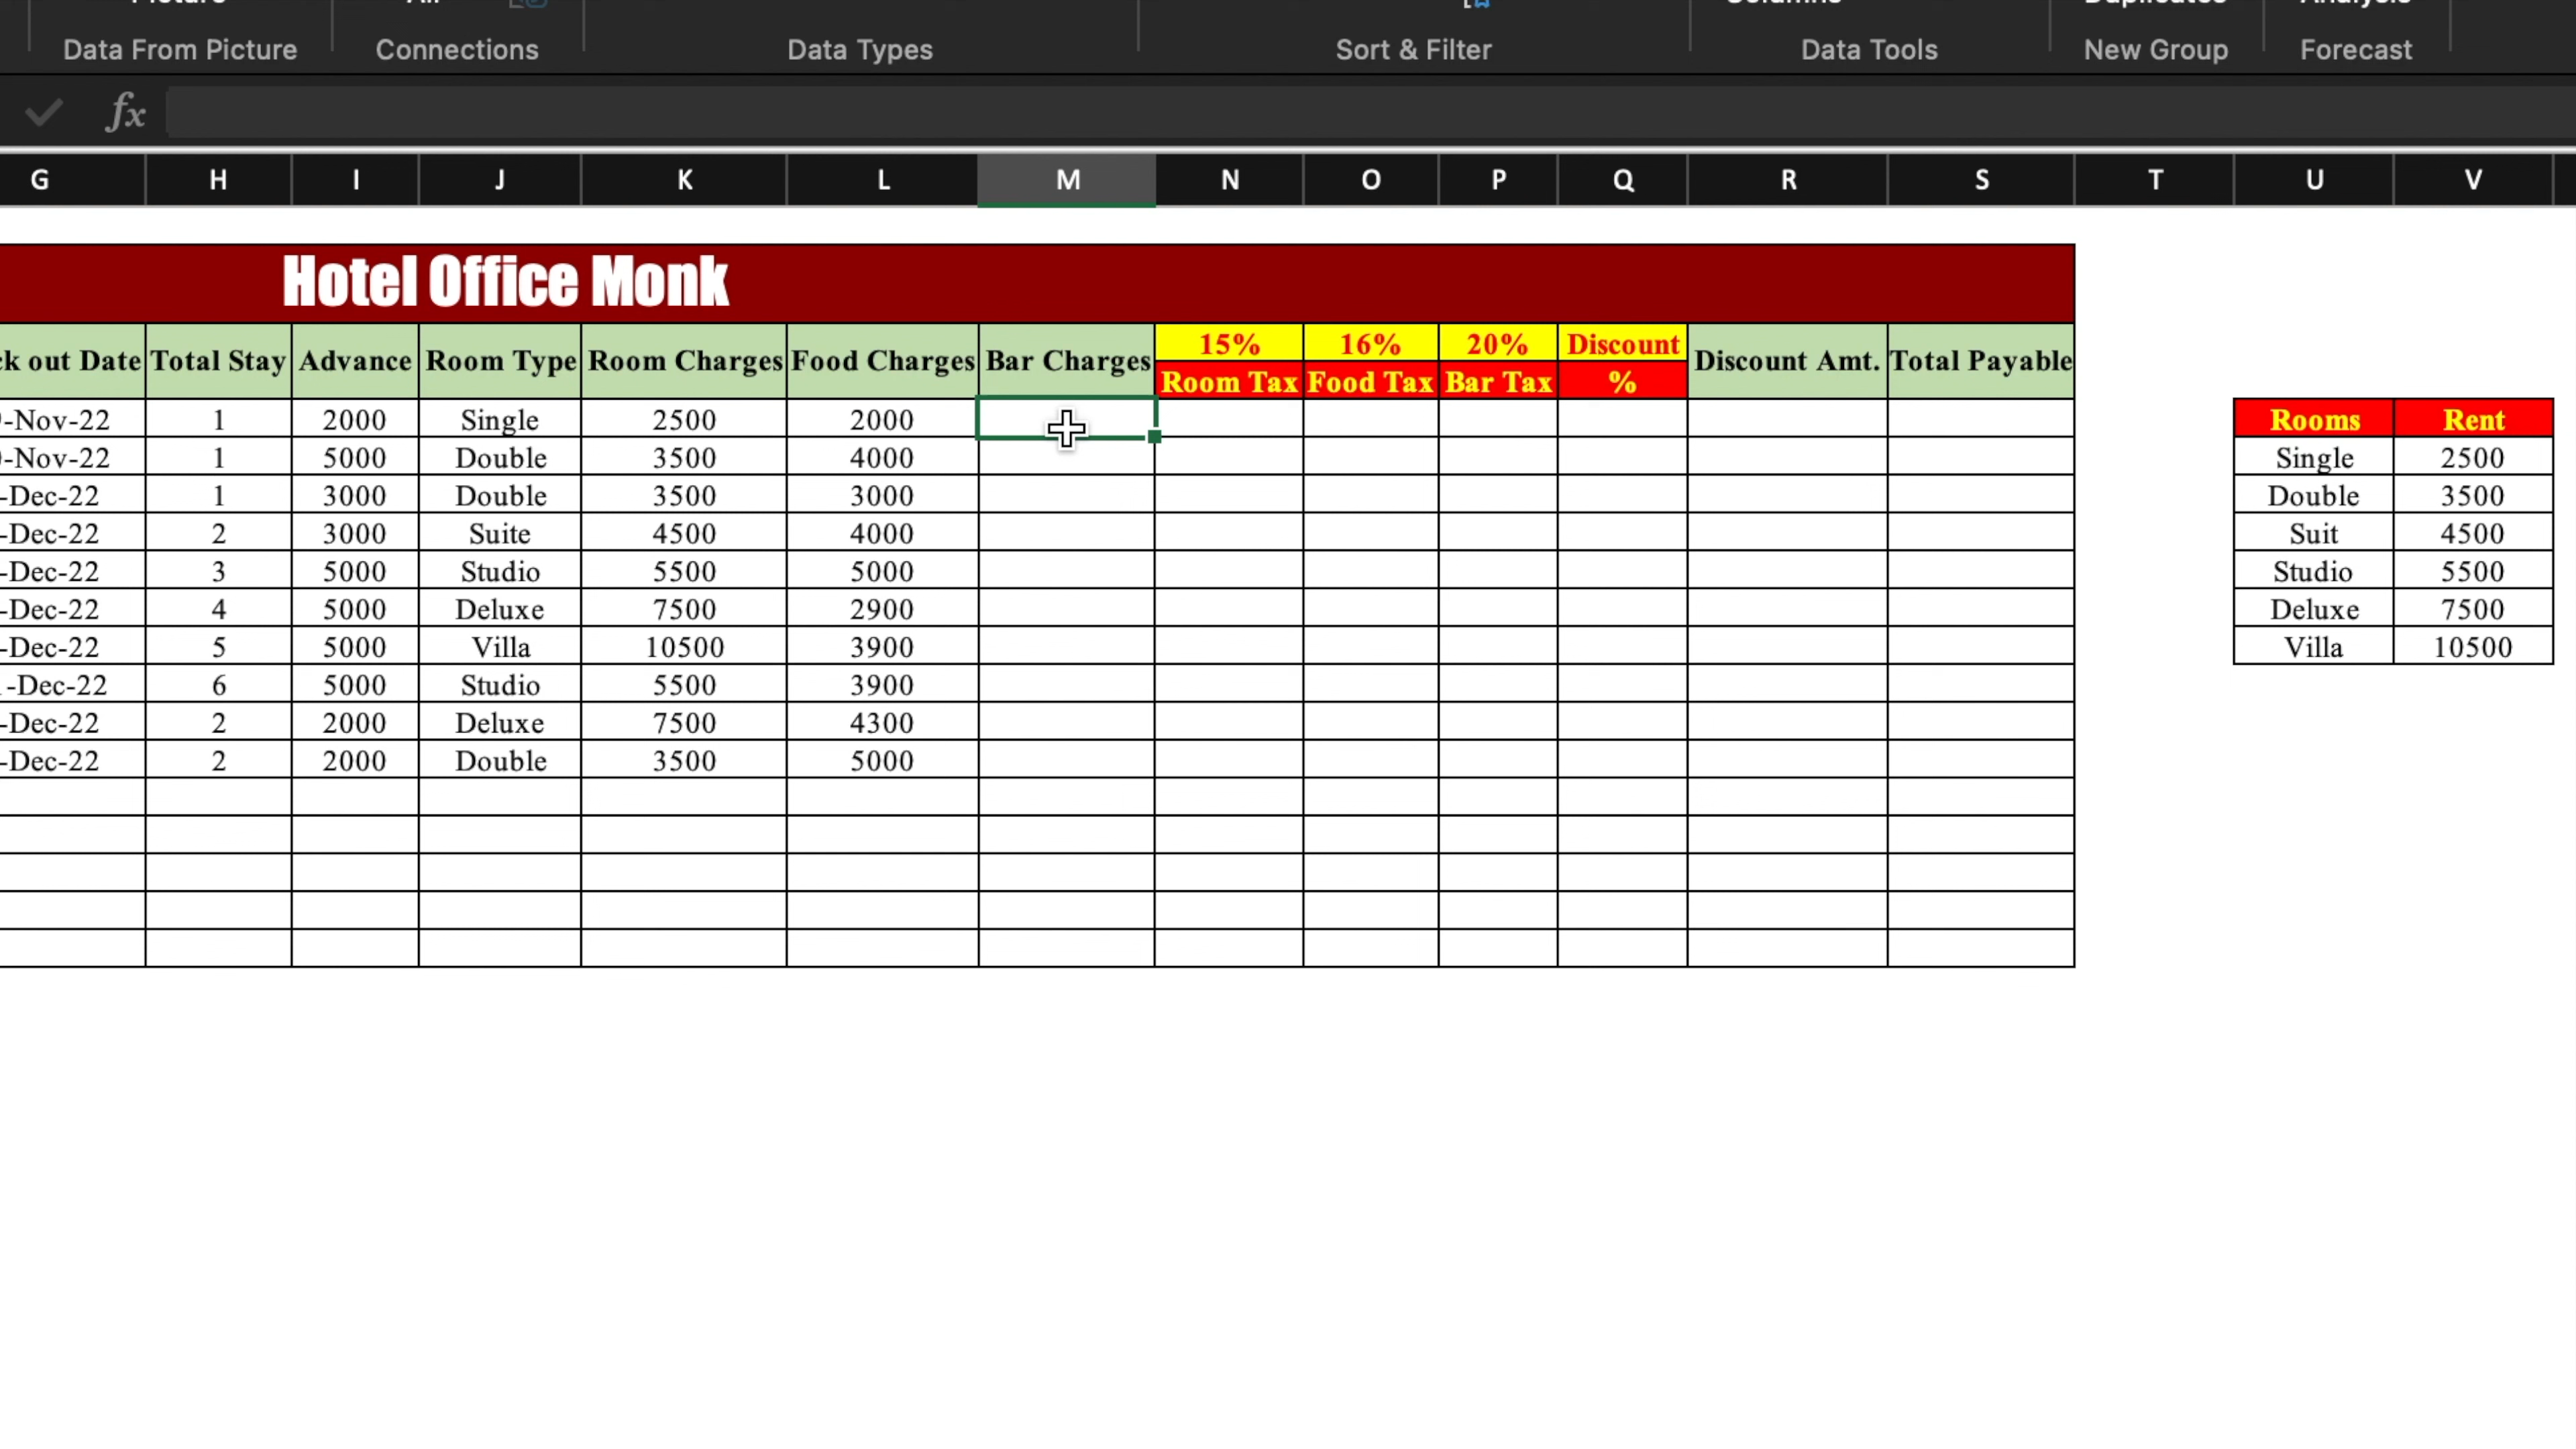 Data From Picture Connections Data Types Sort & Filter Data Tools New Group Forecast
fx
G H I J K L M N O P Q R S T U V
Hotel Office Monk
ck out Date Total Stay Advance Room Type Room Charges Food Charges Bar Charges 15% Room Tax 16% Food Tax 20% Bar Tax Discount % Discount Amt. Total Payable
-Nov-22 1 2000 Single 2500 2000 Rooms Rent
-Nov-22 1 5000 Double 3500 4000 Single 2500
-Dec-22 1 3000 Double 3500 3000 Double 3500
-Dec-22 2 3000 Suite 4500 4000 Suit 4500
-Dec-22 3 5000 Studio 5500 5000 Studio 5500
-Dec-22 4 5000 Deluxe 7500 2900 Deluxe 7500
-Dec-22 5 5000 Villa 10500 3900 Villa 10500
-Dec-22 6 5000 Studio 5500 3900
-Dec-22 2 2000 Deluxe 7500 4300
-Dec-22 2 2000 Double 3500 5000